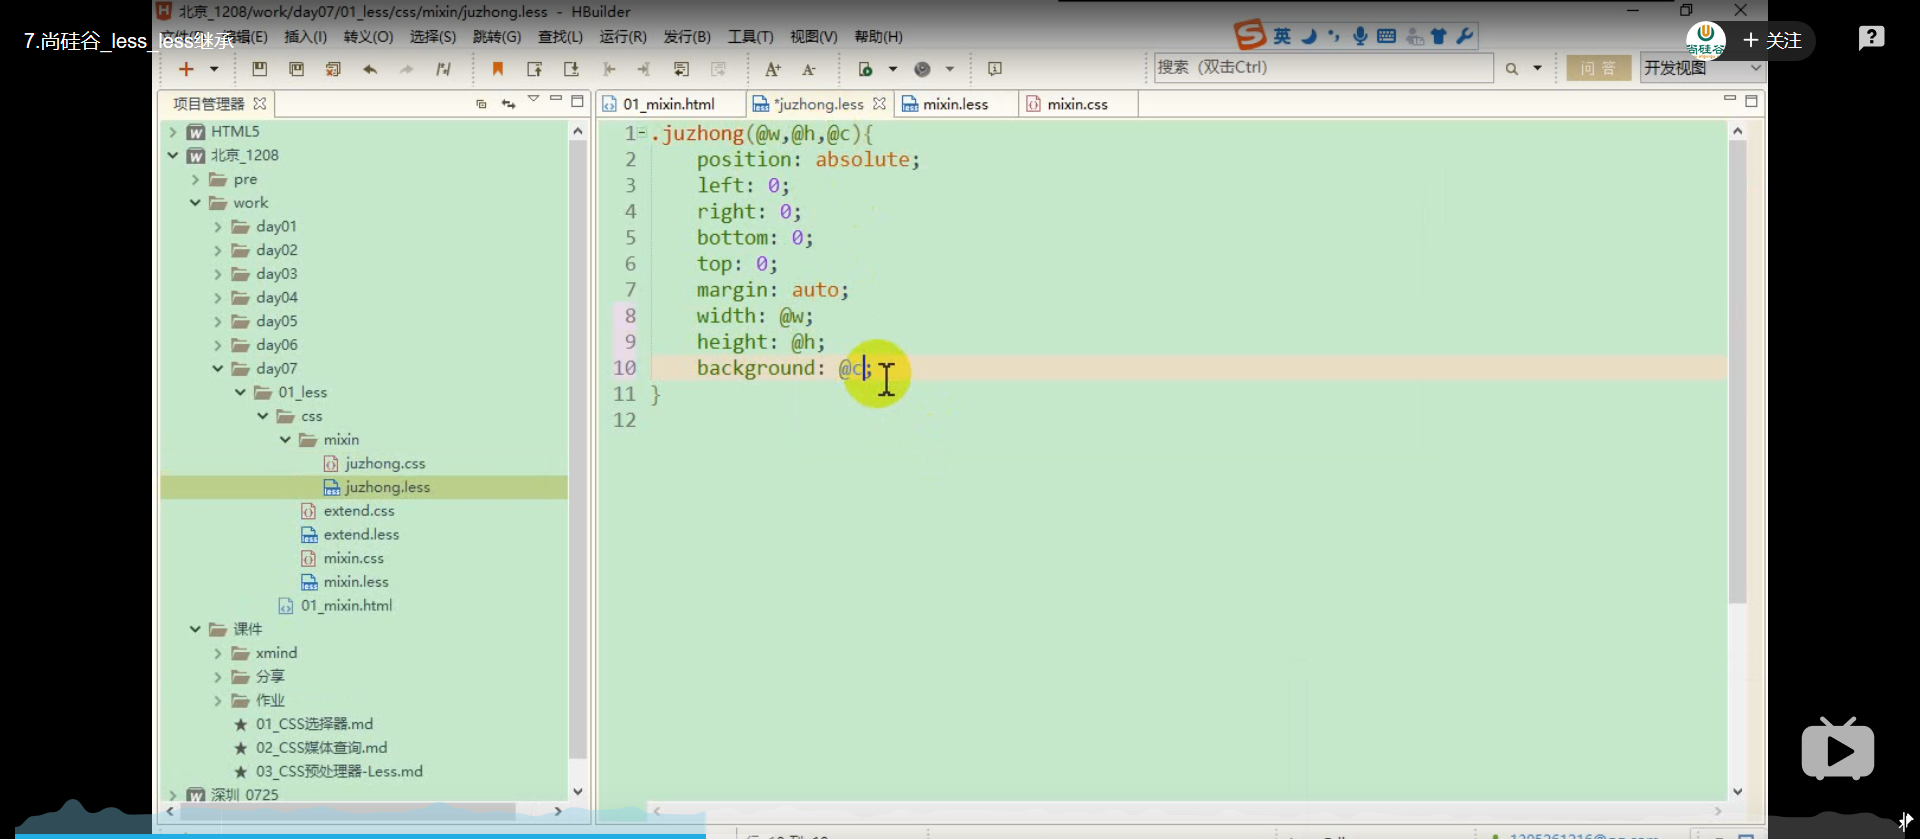 北京_1208/work/day07/01_less/css/mixin/juzhong.less - HBuilder
7.尚硅谷_less_less继承
编辑(E) 插入(I) 转义(O) 选择(S) 跳转(G) 查找(L) 运行(R) 发行(B) 工具(T) 视图(V) 帮助(H)
英
尚硅谷
+ 关注
搜索 (双击Ctrl)
问 答
开发视图
项目管理器
01_mixin.html
*juzhong.less
mixin.less
mixin.css
HTML5
北京_1208
pre
work
day01
day02
day03
day04
day05
day06
day07
01_less
css
mixin
juzhong.css
juzhong.less
extend.css
extend.less
mixin.css
mixin.less
01_mixin.html
课件
xmind
分享
作业
01_CSS选择器.md
02_CSS媒体查询.md
03_CSS预处理器-Less.md
深圳_0725
1 .juzhong(@w,@h,@c){
2 position: absolute;
3 left: 0;
4 right: 0;
5 bottom: 0;
6 top: 0;
7 margin: auto;
8 width: @w;
9 height: @h;
10 background: @c;
11 }
12